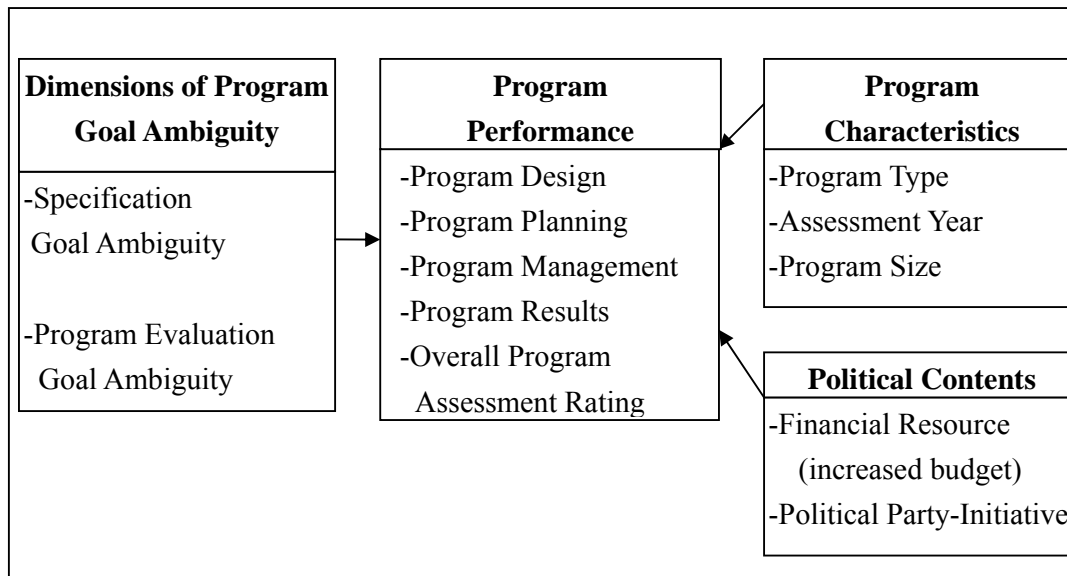 Dimensions of Program
Goal Ambiguity
-Specification
Goal Ambiguity
-Program Evaluation
Goal Ambiguity
Program
Performance
-Program Design
-Program Planning
-Program Management
-Program Results
-Overall Program
Assessment Rating
Program
Characteristics
-Program Type
-Assessment Year
-Program Size
Political Contents
-Financial Resource
(increased budget)
-Political Party-Initiative